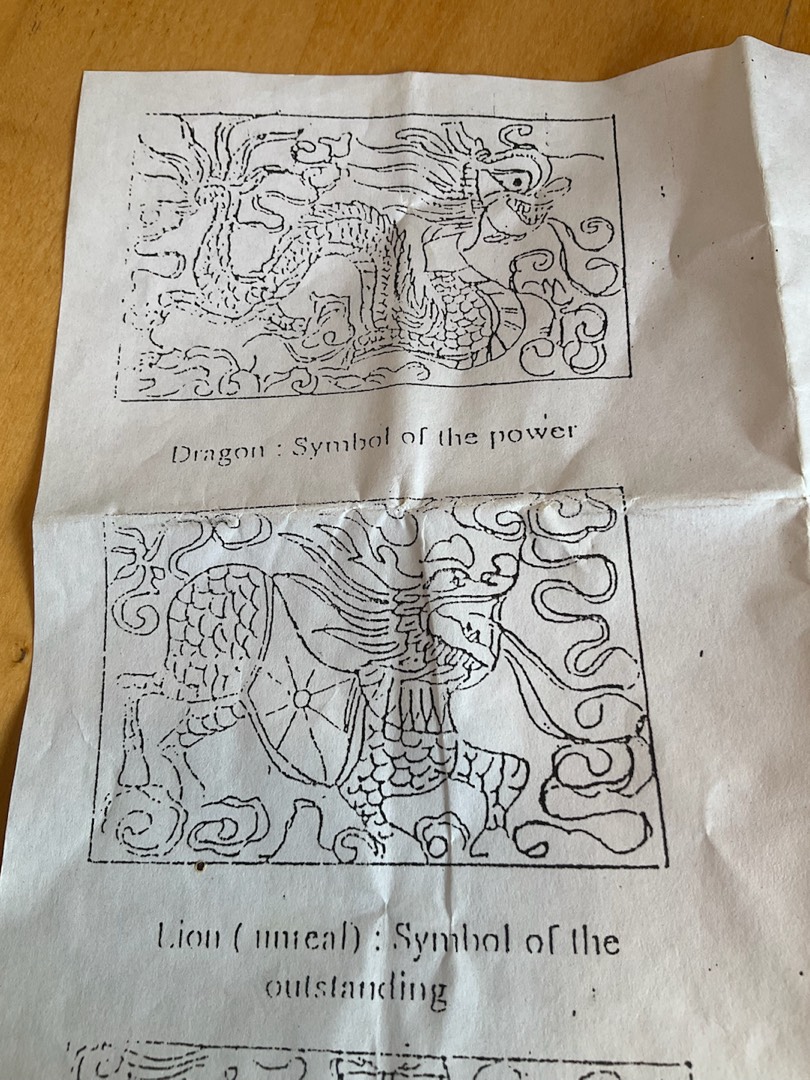 Dragon : Symbol of the power
Lion ( unreal) : Symbol of the
outstanding